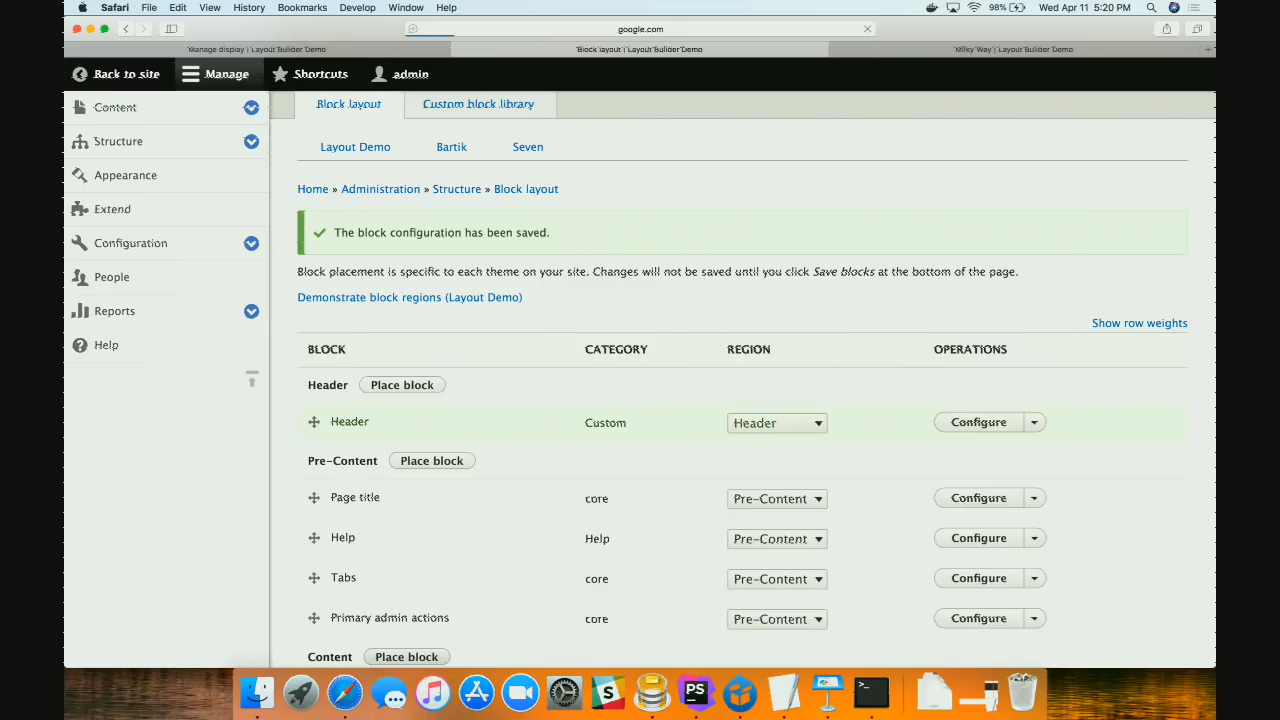 Safari File Edit View History Bookmarks Develop Window Help 98% Wed Apr 11 5:20 PM
google.com
Manage display | Layout Builder Demo Block layout | Layout Builder Demo Milky Way | Layout Builder Demo
Back to site Manage Shortcuts admin
Content
Structure
Appearance
Extend
Configuration
People
Reports
Help
Block layout Custom block library
Layout Demo Bartik Seven
Home » Administration » Structure » Block layout
The block configuration has been saved.
Block placement is specific to each theme on your site. Changes will not be saved until you click Save blocks at the bottom of the page.
Demonstrate block regions (Layout Demo)
Show row weights
BLOCK CATEGORY REGION OPERATIONS
Header Place block
Header Custom Header Configure
Pre-Content Place block
Page title core Pre-Content Configure
Help Help Pre-Content Configure
Tabs core Pre-Content Configure
Primary admin actions core Pre-Content Configure
Content Place block
S PS >_